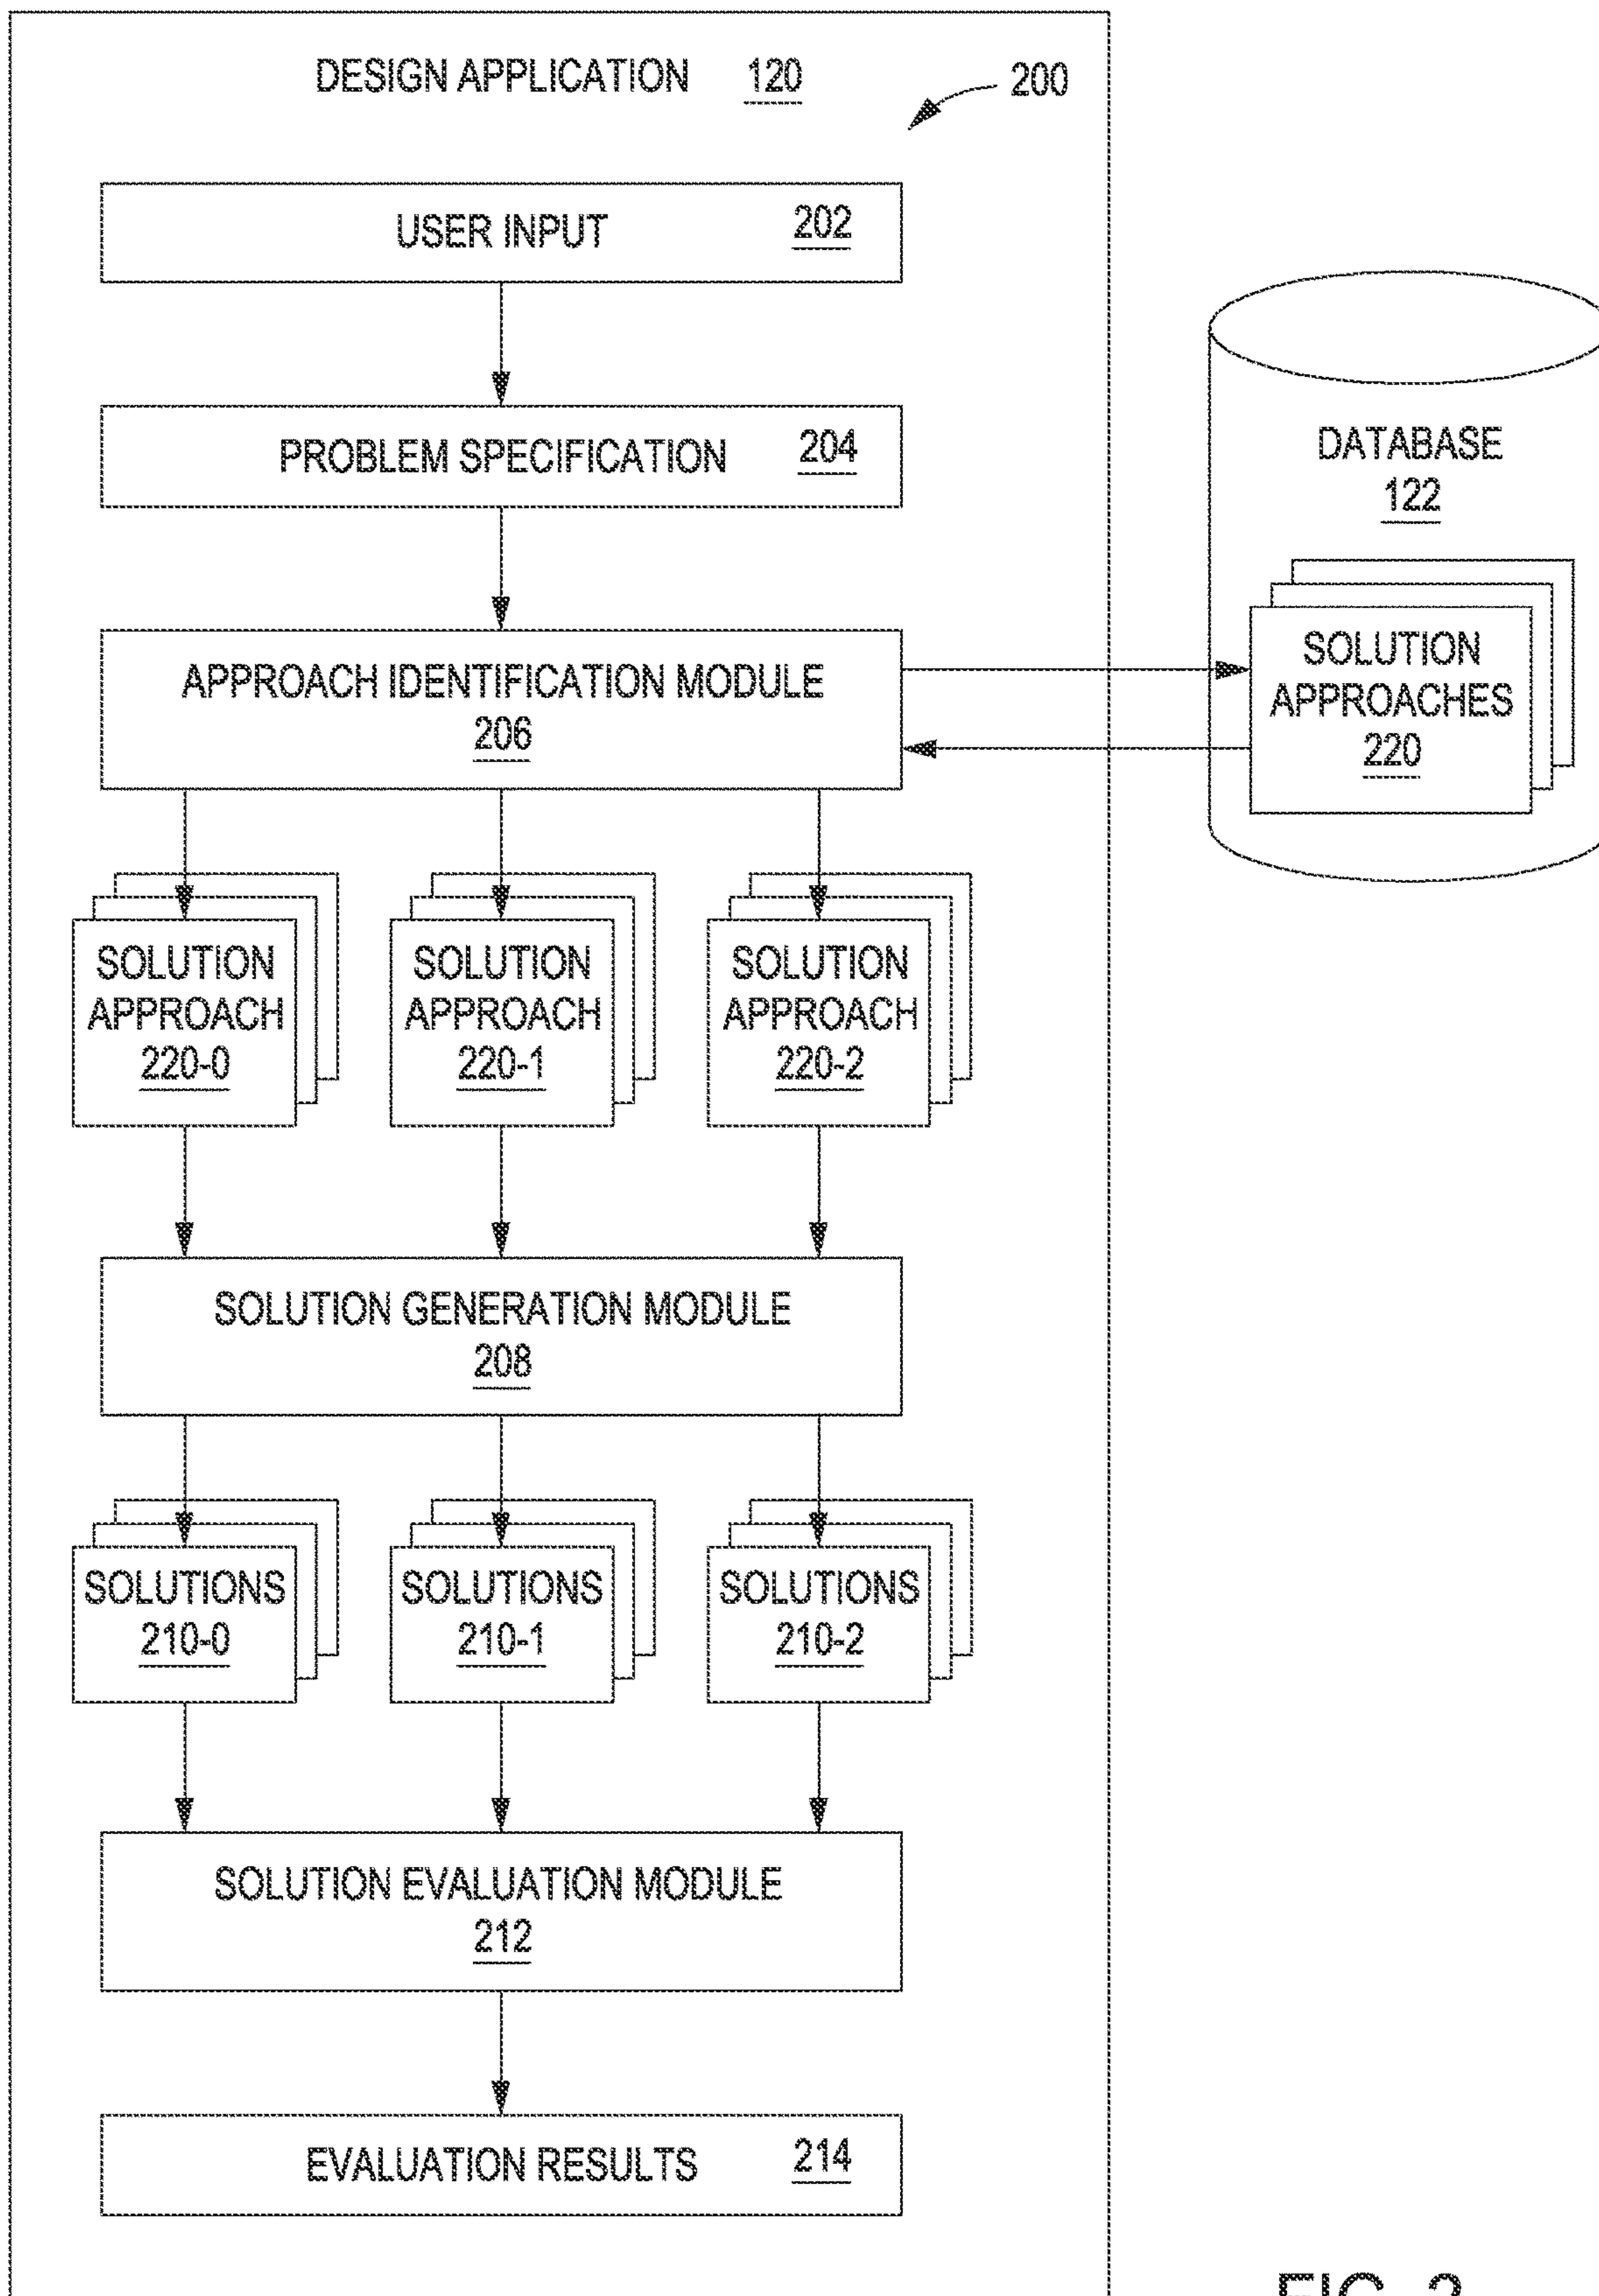 DESIGN APPLICATION 120
200
USER INPUT 202
PROBLEM SPECIFICATION 204
DATABASE
122
APPROACH IDENTIFICATION MODULE
206
SOLUTION
APPROACHES
220
SOLUTION
APPROACH
220-0
SOLUTION
APPROACH
220-1
SOLUTION
APPROACH
220-2
SOLUTION GENERATION MODULE
208
SOLUTIONS
210-0
SOLUTIONS
210-1
SOLUTIONS
210-2
SOLUTION EVALUATION MODULE
212
EVALUATION RESULTS 214
FIG. 2